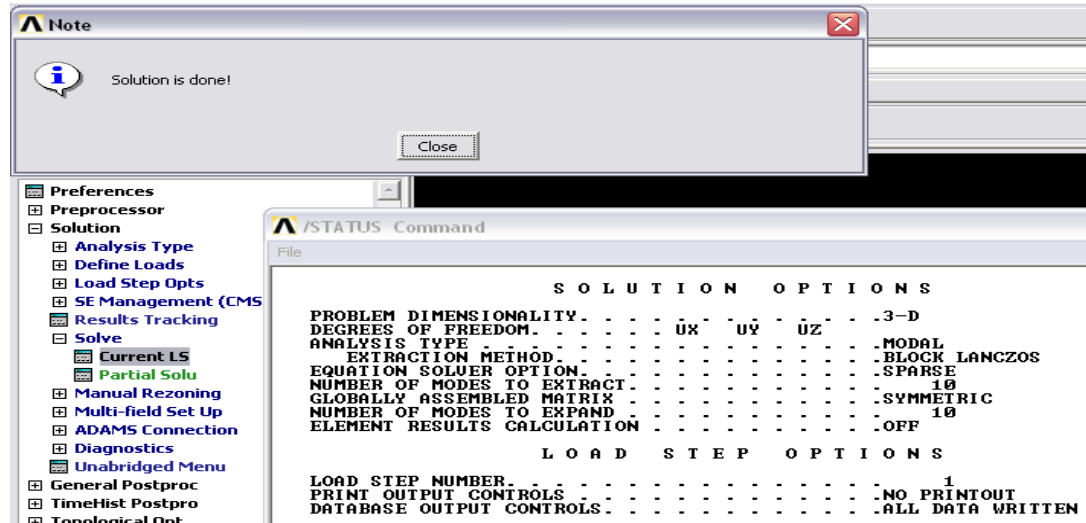 Note
Solution is done!
Close
Preferences
Preprocessor
Solution
Analysis Type
Define Loads
Load Step Opts
SE Management (CMS
Results Tracking
Solve
Current LS
Partial Solu
Manual Rezoning
Multi-field Set Up
ADAMS Connection
Diagnostics
Unabridged Menu
General Postproc
TimeHist Postpro
Topological Opt
/STATUS Command
File
S O L U T I O N   O P T I O N S
PROBLEM DIMENSIONALITY. . . . . . . . . . . . .3-D
DEGREES OF FREEDOM. . . . . . UX   UY   UZ
ANALYSIS TYPE . . . . . . . . . . . . . . . . .MODAL
EXTRACTION METHOD. . . . . . . . . . . . . .BLOCK LANCZOS
EQUATION SOLVER OPTION. . . . . . . . . . . . .SPARSE
NUMBER OF MODES TO EXTRACT. . . . . . . . . . .    10
GLOBALLY ASSEMBLED MATRIX . . . . . . . . . . .SYMMETRIC
NUMBER OF MODES TO EXPAND . . . . . . . . . . .    10
ELEMENT RESULTS CALCULATION . . . . . . . . . .OFF
L O A D   S T E P   O P T I O N S
LOAD STEP NUMBER. . . . . . . . . . . . . . . .     1
PRINT OUTPUT CONTROLS . . . . . . . . . . . . .NO PRINTOUT
DATABASE OUTPUT CONTROLS. . . . . . . . . . . .ALL DATA WRITTEN